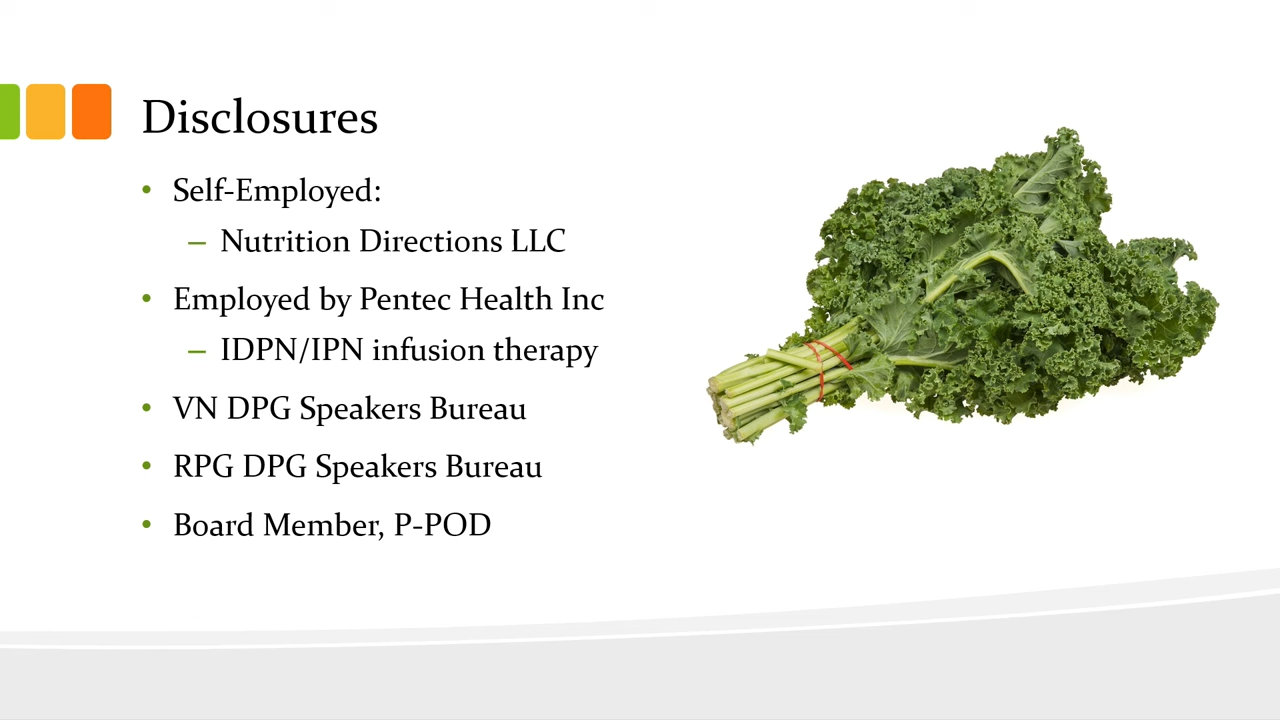 Disclosures
• Self-Employed:
– Nutrition Directions LLC
• Employed by Pentec Health Inc
– IDPN/IPN infusion therapy
• VN DPG Speakers Bureau
• RPG DPG Speakers Bureau
• Board Member, P-POD